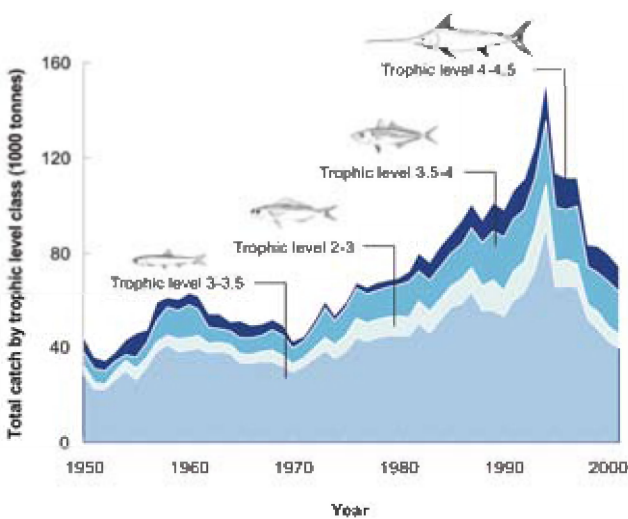 Total catch by trophic level class (1000 tonnes)
160
120
80
40
0
Trophic level 4-4.5
Trophic level 3.5-4
Trophic level 2-3
Trophic level 3-3.5
1950 1960 1970 1980 1990 2000
Year